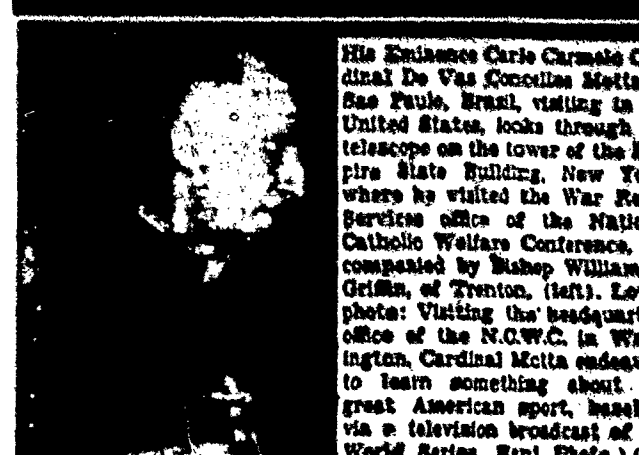 His Eminence Carlo Carmelo C
dinal De Vas Concellos Motta
Sao Paulo, Brazil, visiting in
United States, looks through
telescope on the tower of the E
pire State Building, New Yo
where he visited the War Re
Services office of the Natio
Catholic Welfare Conference,
companied by Bishop William
Griffin, of Trenton, (left). Lo
photo: Visiting the headquart
office of the N.C.W.C. in Wa
ington, Cardinal Motta endeav
to learn something about
great American sport, baseb
via a television broadcast of
World Series. Photo